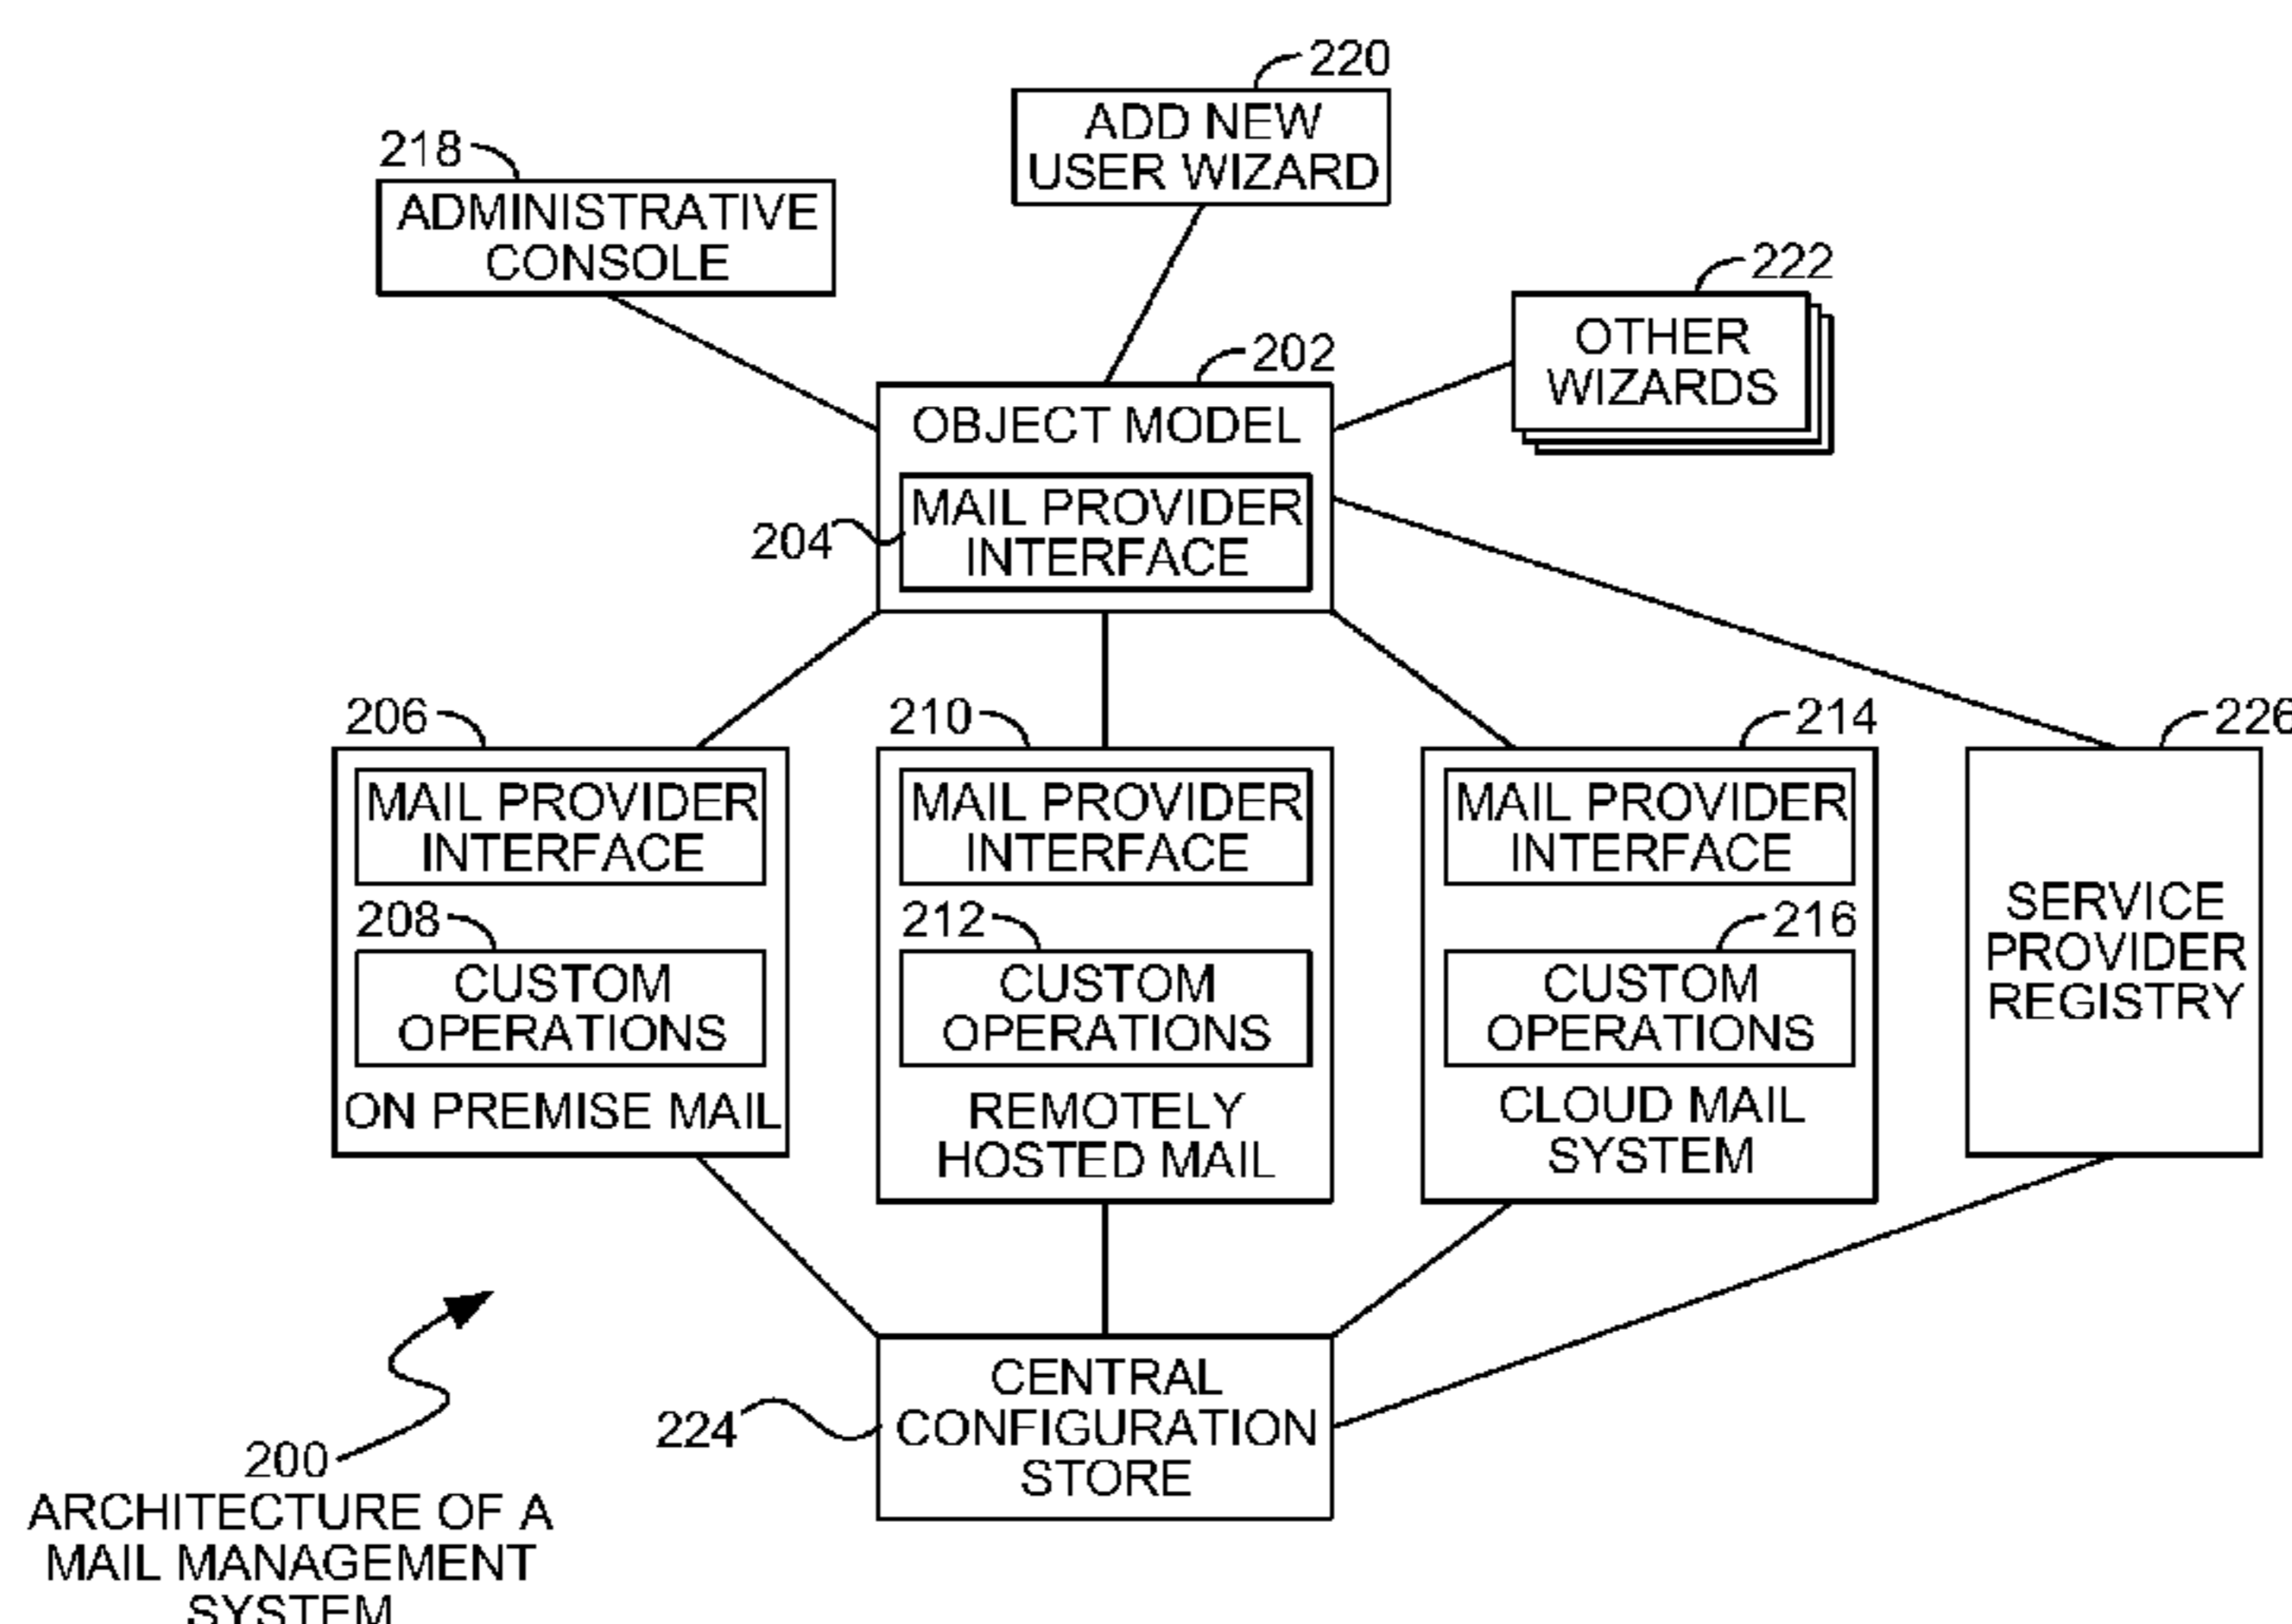 220
ADD NEW
USER WIZARD
218
ADMINISTRATIVE
CONSOLE
222
OTHER
WIZARDS
202
OBJECT MODEL
204
MAIL PROVIDER
INTERFACE
206
MAIL PROVIDER
INTERFACE
208
CUSTOM
OPERATIONS
ON PREMISE MAIL
210
MAIL PROVIDER
INTERFACE
212
CUSTOM
OPERATIONS
REMOTELY
HOSTED MAIL
214
MAIL PROVIDER
INTERFACE
216
CUSTOM
OPERATIONS
CLOUD MAIL
SYSTEM
226
SERVICE
PROVIDER
REGISTRY
224
CENTRAL
CONFIGURATION
STORE
200
ARCHITECTURE OF A
MAIL MANAGEMENT
SYSTEM